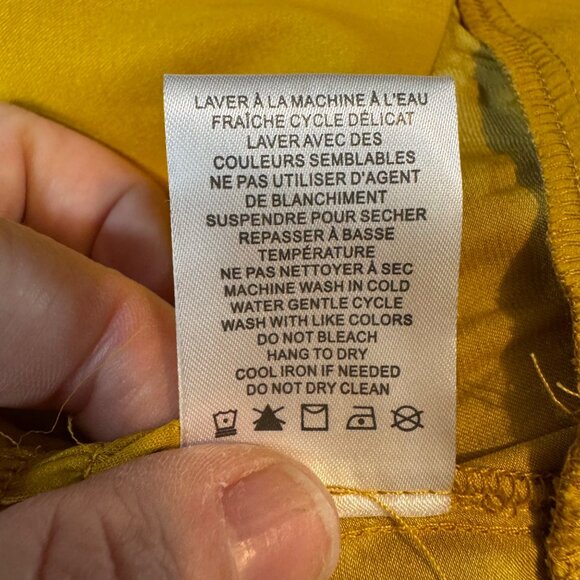 LAVER À LA MACHINE À L'EAU
FRAÎCHE CYCLE DÉLICAT
LAVER AVEC DES
COULEURS SEMBLABLES
NE PAS UTILISER D'AGENT
DE BLANCHIMENT
SUSPENDRE POUR SECHER
REPASSER À BASSE
TEMPÉRATURE
NE PAS NETTOYER À SEC
MACHINE WASH IN COLD
WATER GENTLE CYCLE
WASH WITH LIKE COLORS
DO NOT BLEACH
HANG TO DRY
COOL IRON IF NEEDED
DO NOT DRY CLEAN